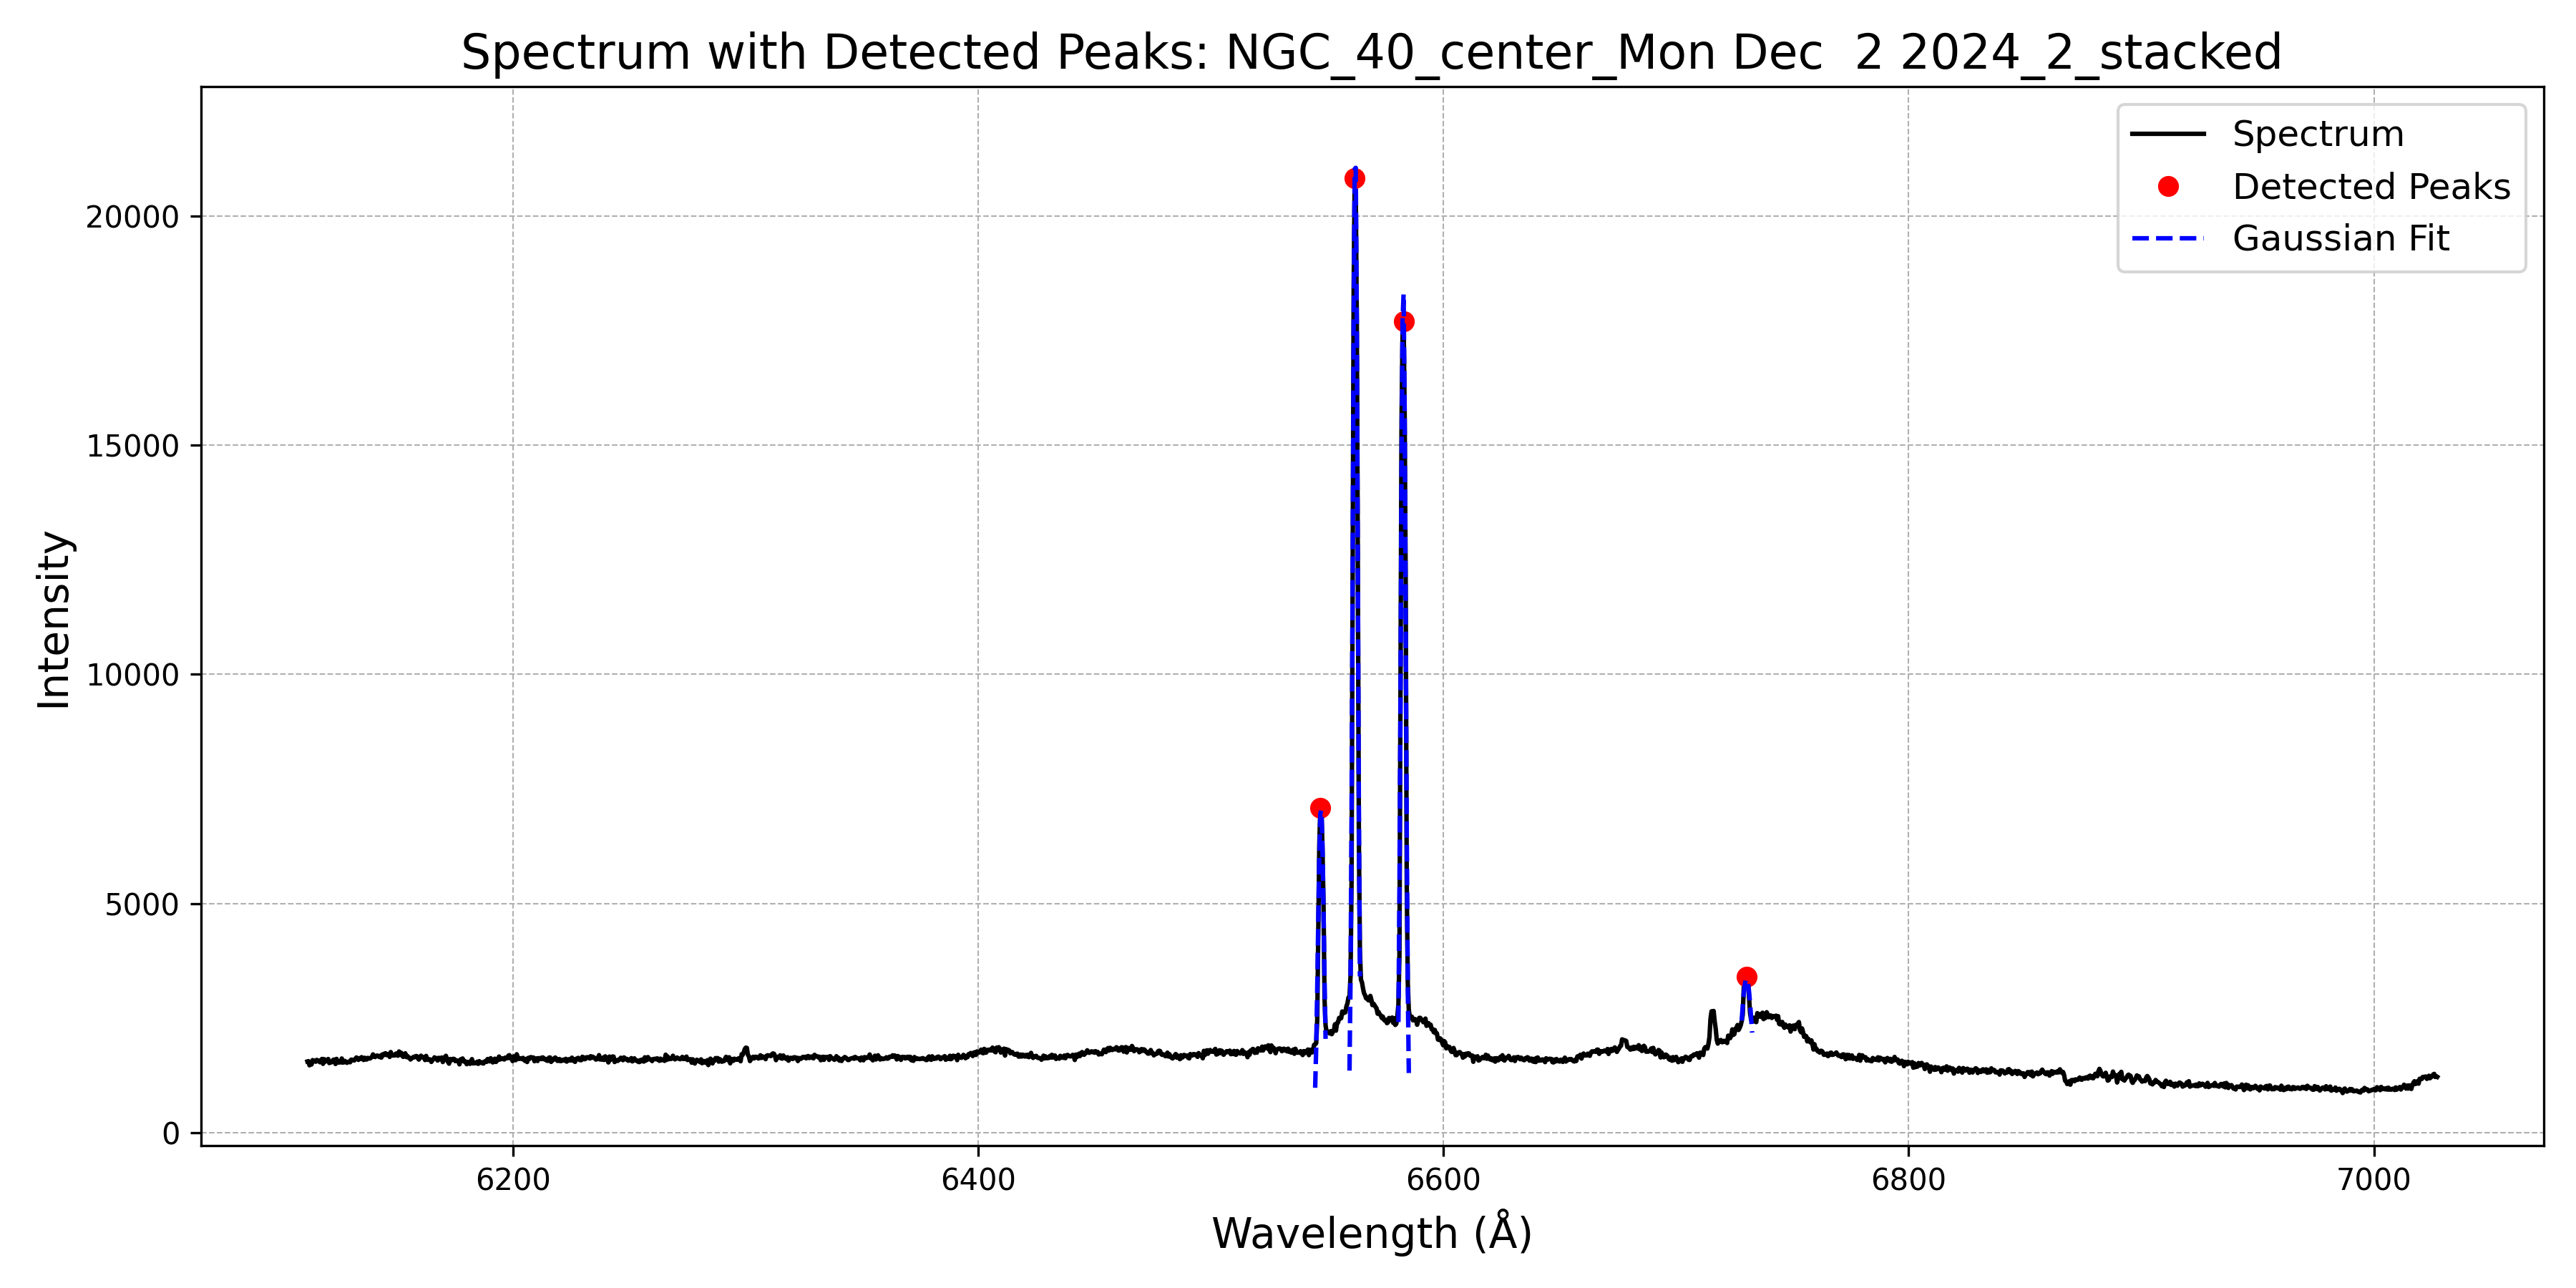 Spectrum with Detected Peaks: NGC_40_center_Mon Dec  2 2024_2_stacked
Spectrum
Detected Peaks
Gaussian Fit
Intensity
20000
15000
10000
5000
0
6200
6400
6600
6800
7000
Wavelength (Å)